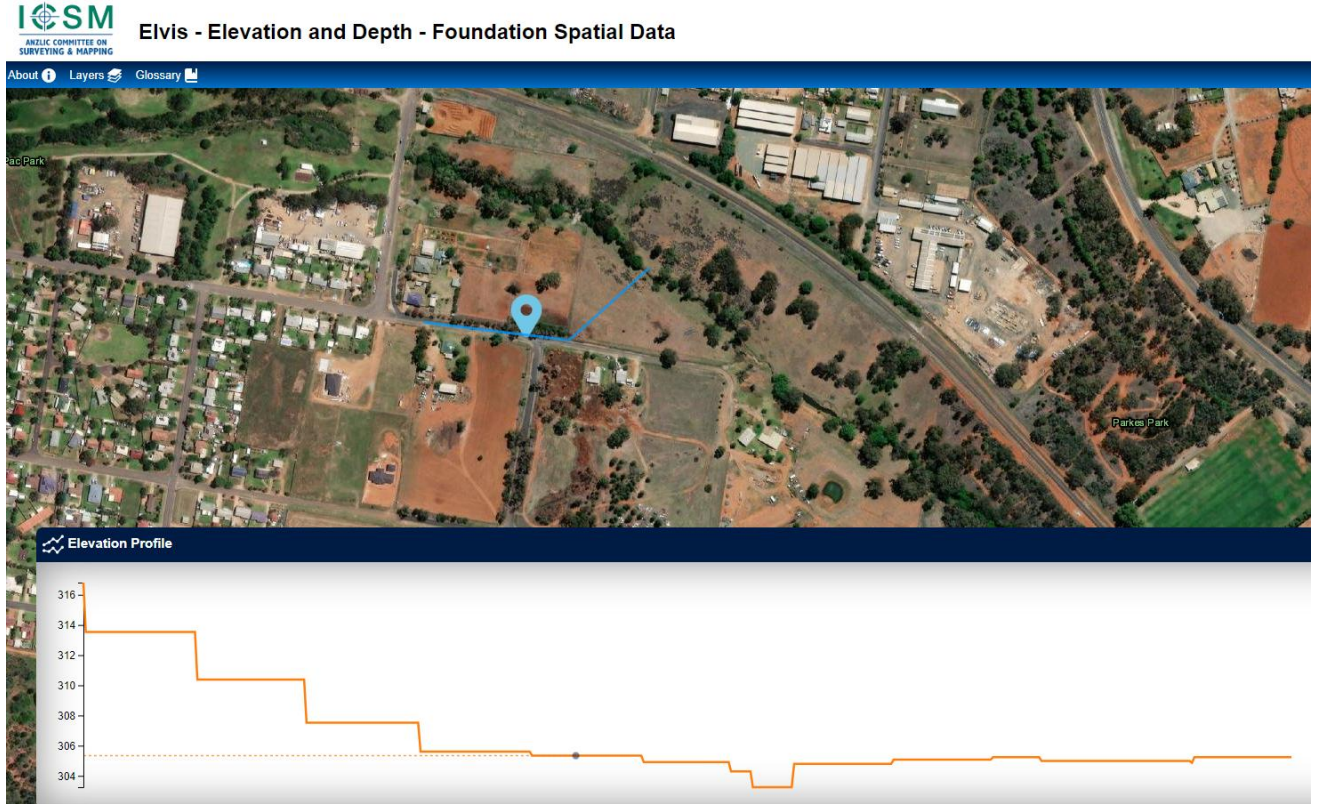 ICSM
ANZLIC COMMITTEE ON
SURVEYING & MAPPING
Elvis - Elevation and Depth - Foundation Spatial Data
About Layers Glossary
Pac Park
Parkes Park
Elevation Profile
316
314
312
310
308
306
304